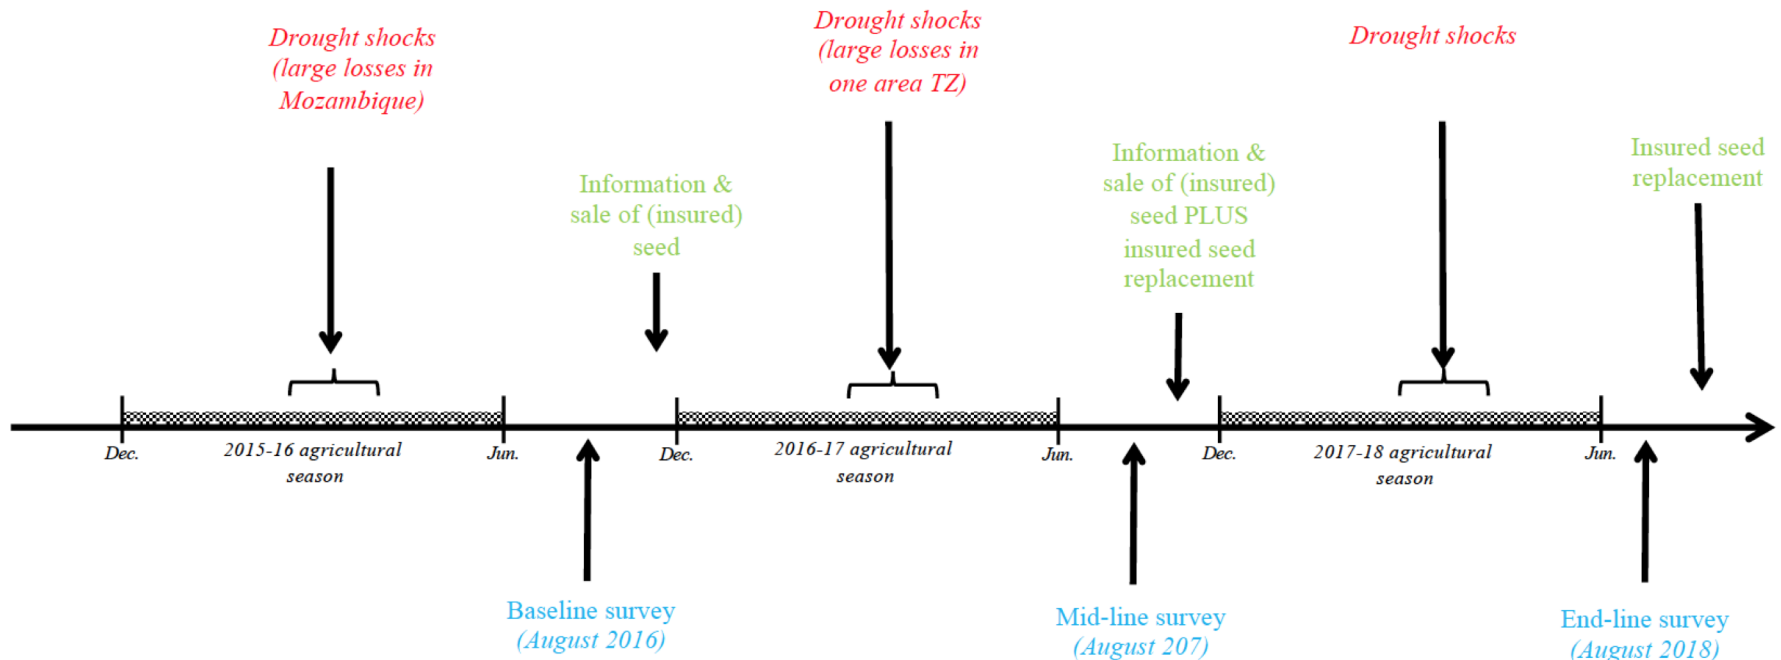 Drought shocks
(large losses in
Mozambique)
Drought shocks
(large losses in
one area TZ)
Drought shocks
Information &
sale of (insured)
seed
Information &
sale of (insured)
seed PLUS
insured seed
replacement
Insured seed
replacement
Dec.
2015-16 agricultural
season
Jun.
Dec.
2016-17 agricultural
season
Jun.
Dec.
2017-18 agricultural
season
Jun.
Baseline survey
(August 2016)
Mid-line survey
(August 207)
End-line survey
(August 2018)